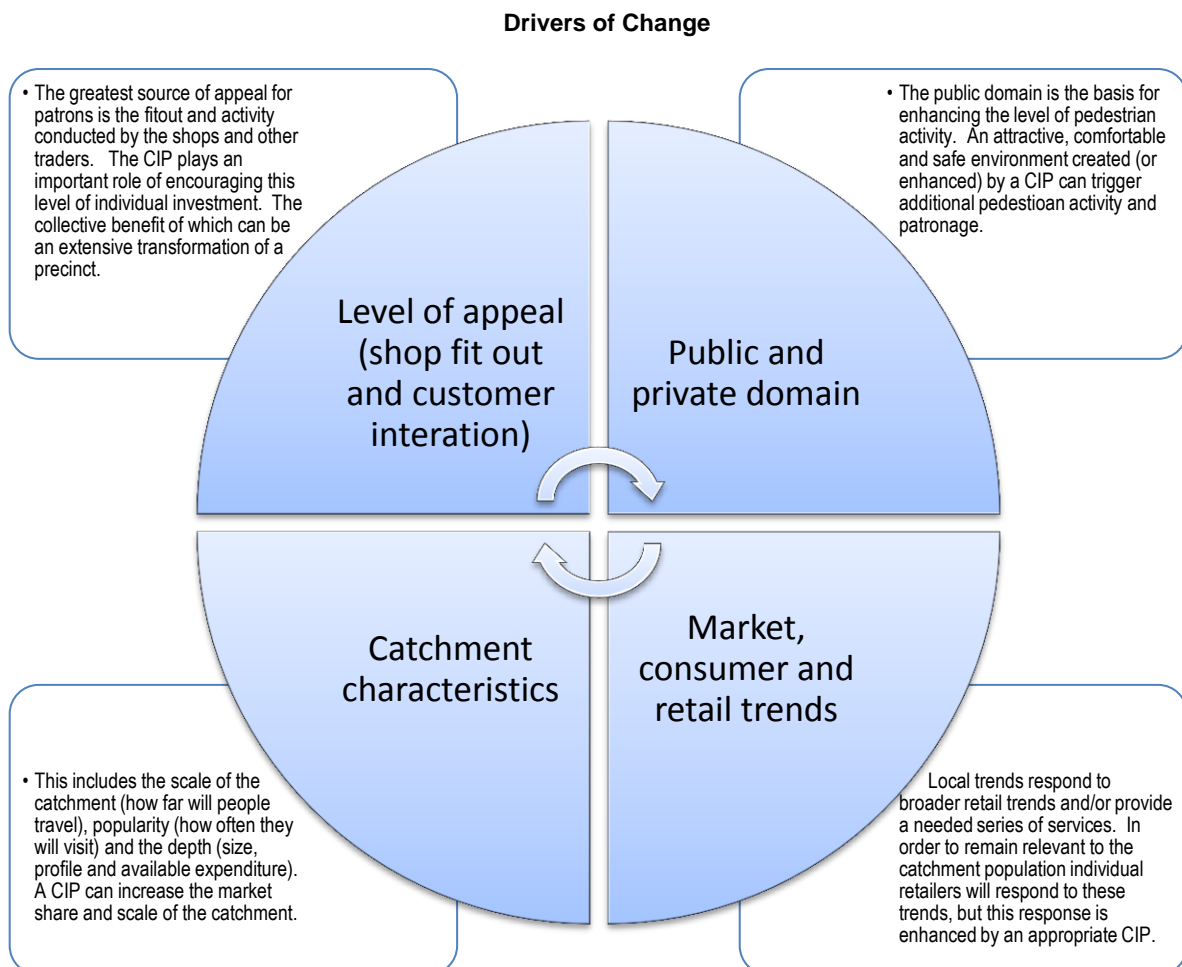 Drivers of Change
• The greatest source of appeal for
patrons is the fitout and activity
conducted by the shops and other
traders. The CIP plays an
important role of encouraging this
level of individual investment. The
collective benefit of which can be
an extensive transformation of a
precinct.
• The public domain is the basis for
enhancing the level of pedestrian
activity. An attractive, comfortable
and safe environment created (or
enhanced) by a CIP can trigger
additional pedestioan activity and
patronage.
Level of appeal
(shop fit out
and customer
interation)
Public and
private domain
Catchment
characteristics
Market,
consumer and
retail trends
• This includes the scale of the
catchment (how far will people
travel), popularity (how often they
will visit) and the depth (size,
profile and available expenditure).
A CIP can increase the market
share and scale of the catchment.
Local trends respond to
broader retail trends and/or provide
a needed series of services. In
order to remain relevant to the
catchment population individual
retailers will respond to these
trends, but this response is
enhanced by an appropriate CIP.